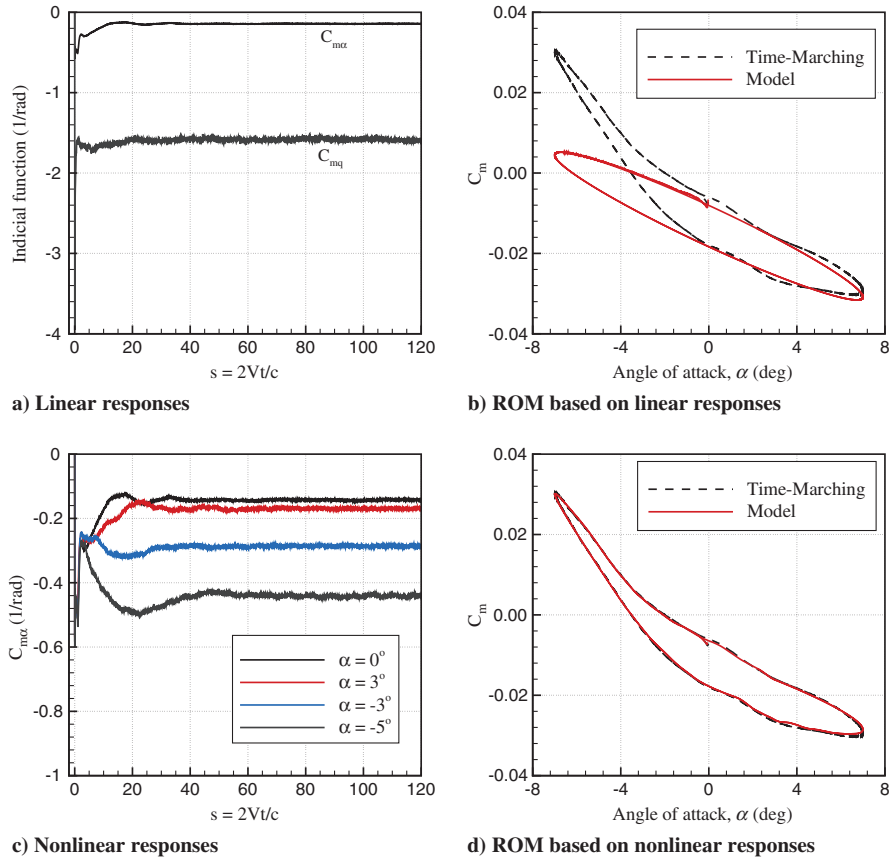 0
-1
-2
-3
-4
Indicial function (1/rad)
C_mα
C_mq
0 20 40 60 80 100 120
s = 2Vt/c
a) Linear responses
0.04
0.02
0.00
-0.02
-0.04
C_m
Time-Marching
Model
-8 -4 0 4 8
Angle of attack, α (deg)
b) ROM based on linear responses
0
-0.2
-0.4
-0.6
-0.8
-1
C_mα (1/rad)
α = 0°
α = 3°
α = -3°
α = -5°
0 20 40 60 80 100 120
s = 2Vt/c
c) Nonlinear responses
0.04
0.02
0.00
-0.02
-0.04
C_m
Time-Marching
Model
-8 -4 0 4 8
Angle of attack, α (deg)
d) ROM based on nonlinear responses